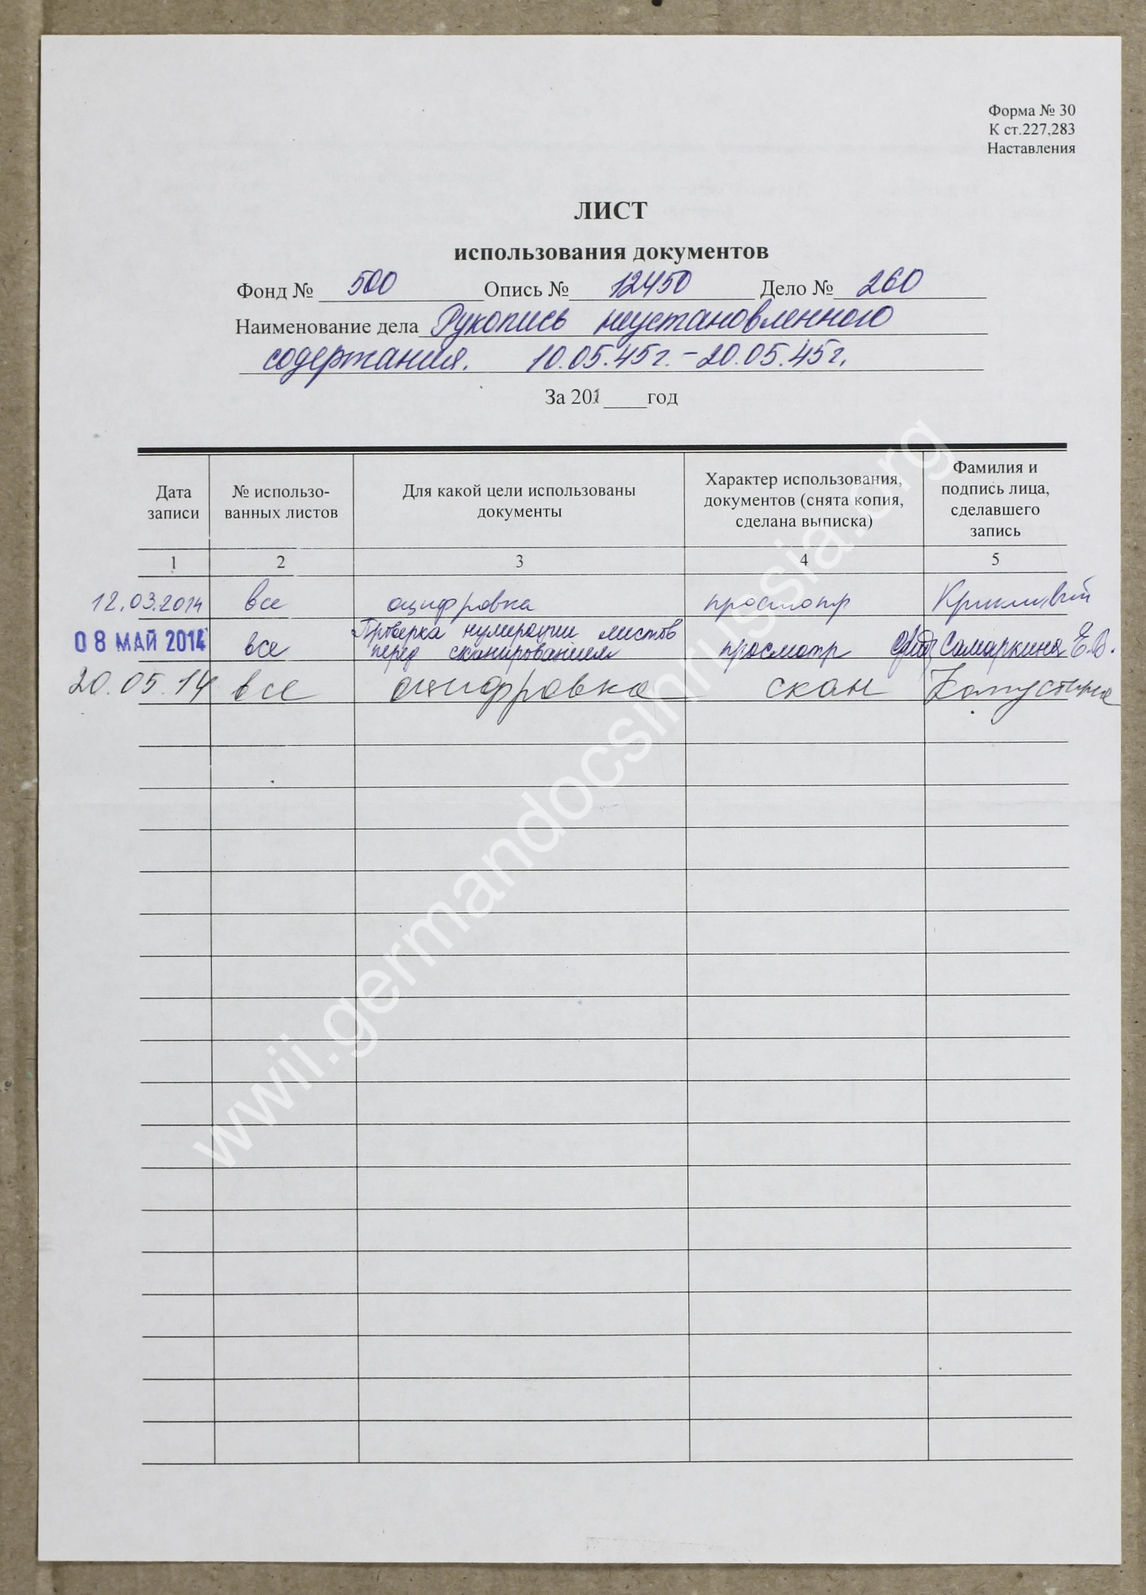 Форма № 30
К ст.227,283
Наставления
ЛИСТ
использования документов
Фонд № 500 Опись № 12450 Дело № 260
Наименование дела Рукопись неустановленного
содержания. 10.05.45г.-20.05.45г.
За 201__год
Дата записи
№ использо-ванных листов
Для какой цели использованы документы
Характер использования, документов (снята копия, сделана выписка)
Фамилия и подпись лица, сделавшего запись
1 2 3 4 5
12.03.2014 все оцифровка просмотр
08 МАЙ 2014 все Проверка нумерации листов перед сканированием просмотр Самаркина Е.В.
20.05.14 все оцифровка скан
wwii.germandocsinrussia.org